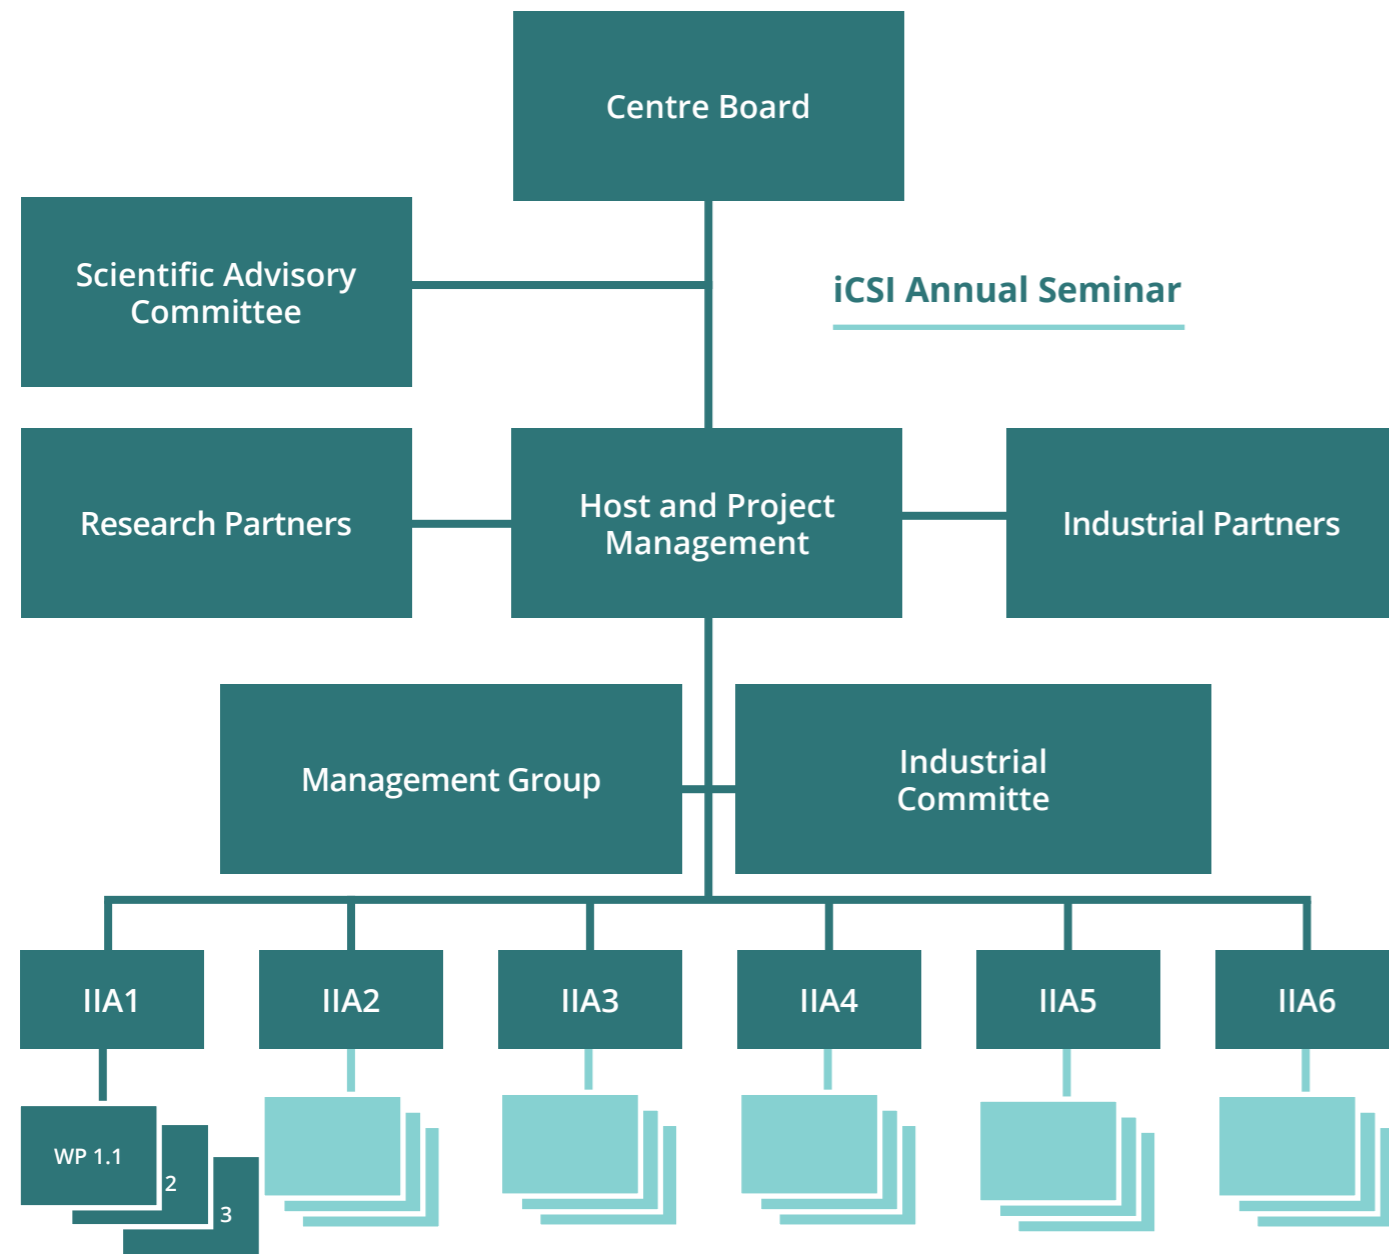 Centre Board
Scientific Advisory
Committee
iCSI Annual Seminar
Research Partners
Host and Project
Management
Industrial Partners
Management Group
Industrial
Committe
IIA1
IIA2
IIA3
IIA4
IIA5
IIA6
WP 1.1
2
3